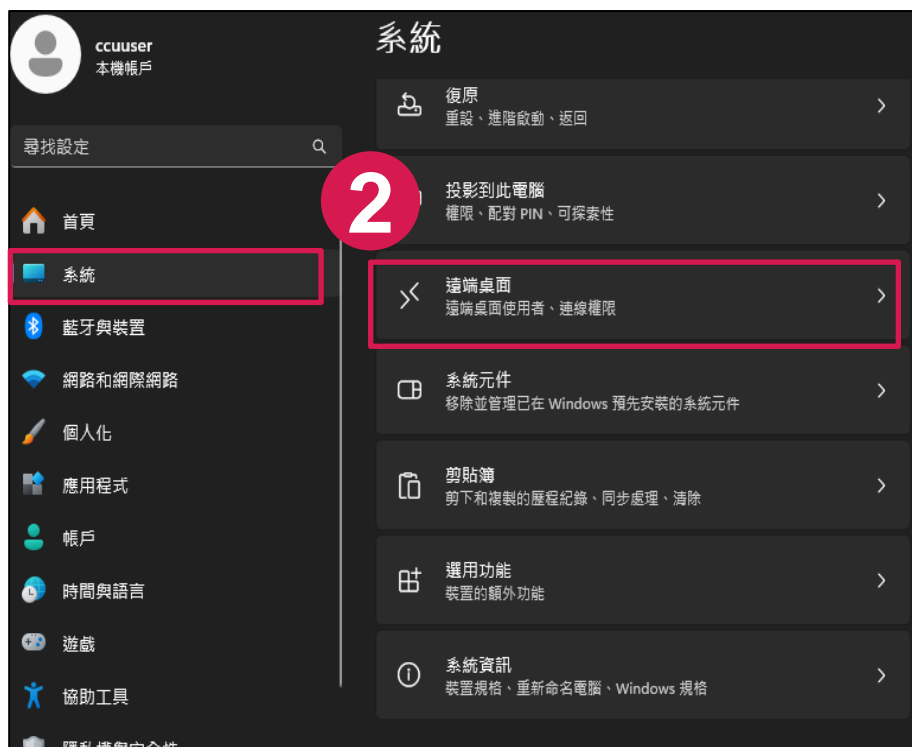 ccuuser
本機帳戶
尋找設定
首頁
系統
藍牙與裝置
網路和網際網路
個人化
應用程式
帳戶
時間與語言
遊戲
協助工具
隱私權與安全性
系統
復原
重設、進階啟動、返回
2
投影到此電腦
權限、配對 PIN、可探索性
遠端桌面
遠端桌面使用者、連線權限
系統元件
移除並管理已在 Windows 預先安裝的系統元件
剪貼簿
剪下和複製的歷程紀錄、同步處理、清除
選用功能
裝置的額外功能
系統資訊
裝置規格、重新命名電腦、Windows 規格